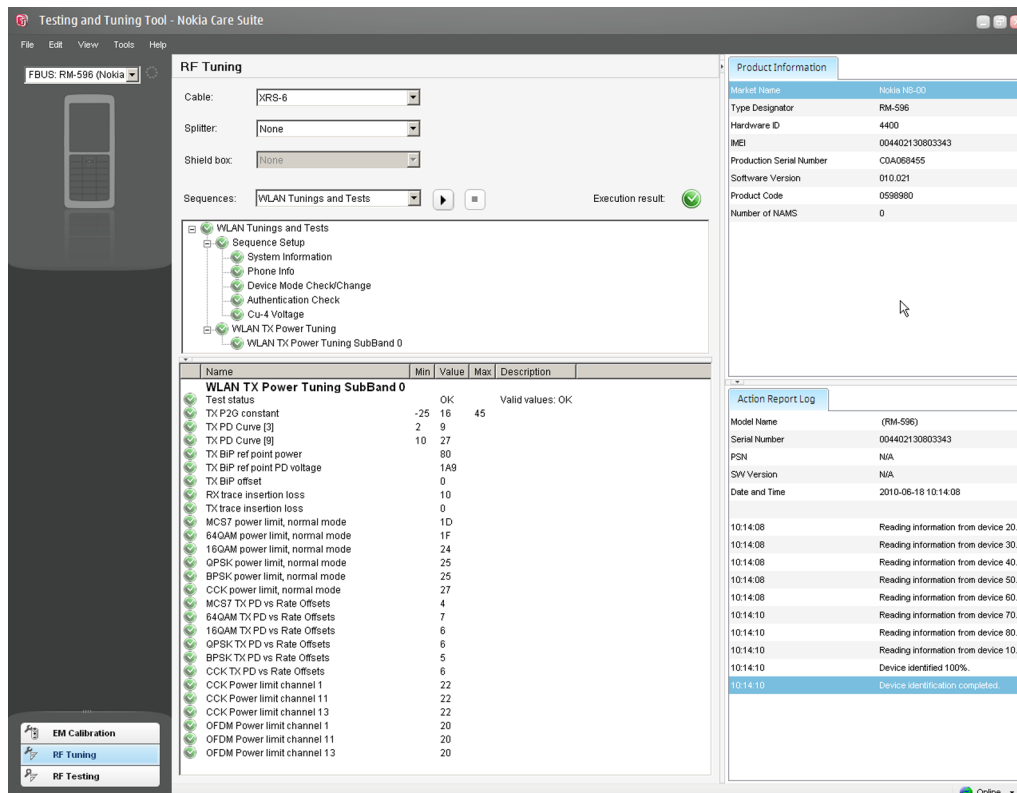 Testing and Tuning Tool - Nokia Care Suite
File Edit View Tools Help
FBUS: RM-596 (Nokia
RF Tuning
Cable: XRS-6
Splitter: None
Shield box: None
Sequences: WLAN Tunings and Tests Execution result:
WLAN Tunings and Tests
Sequence Setup
System Information
Phone Info
Device Mode Check/Change
Authentication Check
Cu-4 Voltage
WLAN TX Power Tuning
WLAN TX Power Tuning SubBand 0
Name Min Value Max Description
WLAN TX Power Tuning SubBand 0
Test status OK Valid values: OK
TX P2G constant -25 16 45
TX PD Curve [3] 2 9
TX PD Curve [9] 10 27
TX BiP ref point power 80
TX BiP ref point PD voltage 1A9
TX BiP offset 0
RX trace insertion loss 10
TX trace insertion loss 0
MCS7 power limit, normal mode 1D
64QAM power limit, normal mode 1F
16QAM power limit, normal mode 24
QPSK power limit, normal mode 25
BPSK power limit, normal mode 25
CCK power limit, normal mode 27
MCS7 TX PD vs Rate Offsets 4
64QAM TX PD vs Rate Offsets 7
16QAM TX PD vs Rate Offsets 6
QPSK TX PD vs Rate Offsets 6
BPSK TX PD vs Rate Offsets 5
CCK TX PD vs Rate Offsets 6
CCK Power limit channel 1 22
CCK Power limit channel 11 22
CCK Power limit channel 13 22
OFDM Power limit channel 1 20
OFDM Power limit channel 11 20
OFDM Power limit channel 13 20
EM Calibration
RF Tuning
RF Testing
Product Information
Market Name Nokia N8-00
Type Designator RM-596
Hardware ID 4400
IMEI 004402130803343
Production Serial Number C0A068455
Software Version 010.021
Product Code 0598980
Number of NAMS 0
Action Report Log
Model Name (RM-596)
Serial Number 004402130803343
PSN N/A
SW Version N/A
Date and Time 2010-06-18 10:14:08
10:14:08 Reading information from device 20.
10:14:08 Reading information from device 30.
10:14:08 Reading information from device 40.
10:14:08 Reading information from device 50.
10:14:08 Reading information from device 60.
10:14:10 Reading information from device 70.
10:14:10 Reading information from device 80.
10:14:10 Reading information from device 10.
10:14:10 Device identified 100%.
10:14:10 Device identification completed.
Online